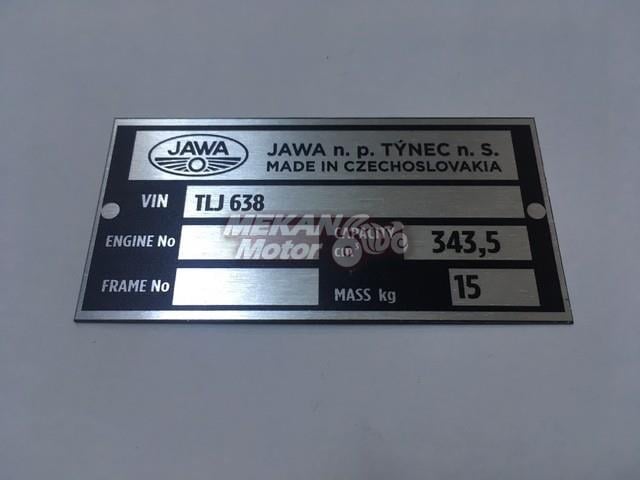 JAWA
JAWA n. p. TÝNEC n. S.
MADE IN CZECHOSLOVAKIA
VIN TLJ 638
MEKANO Motor
ENGINE No CAPACITY cm³ 343,5
FRAME No MASS kg 15